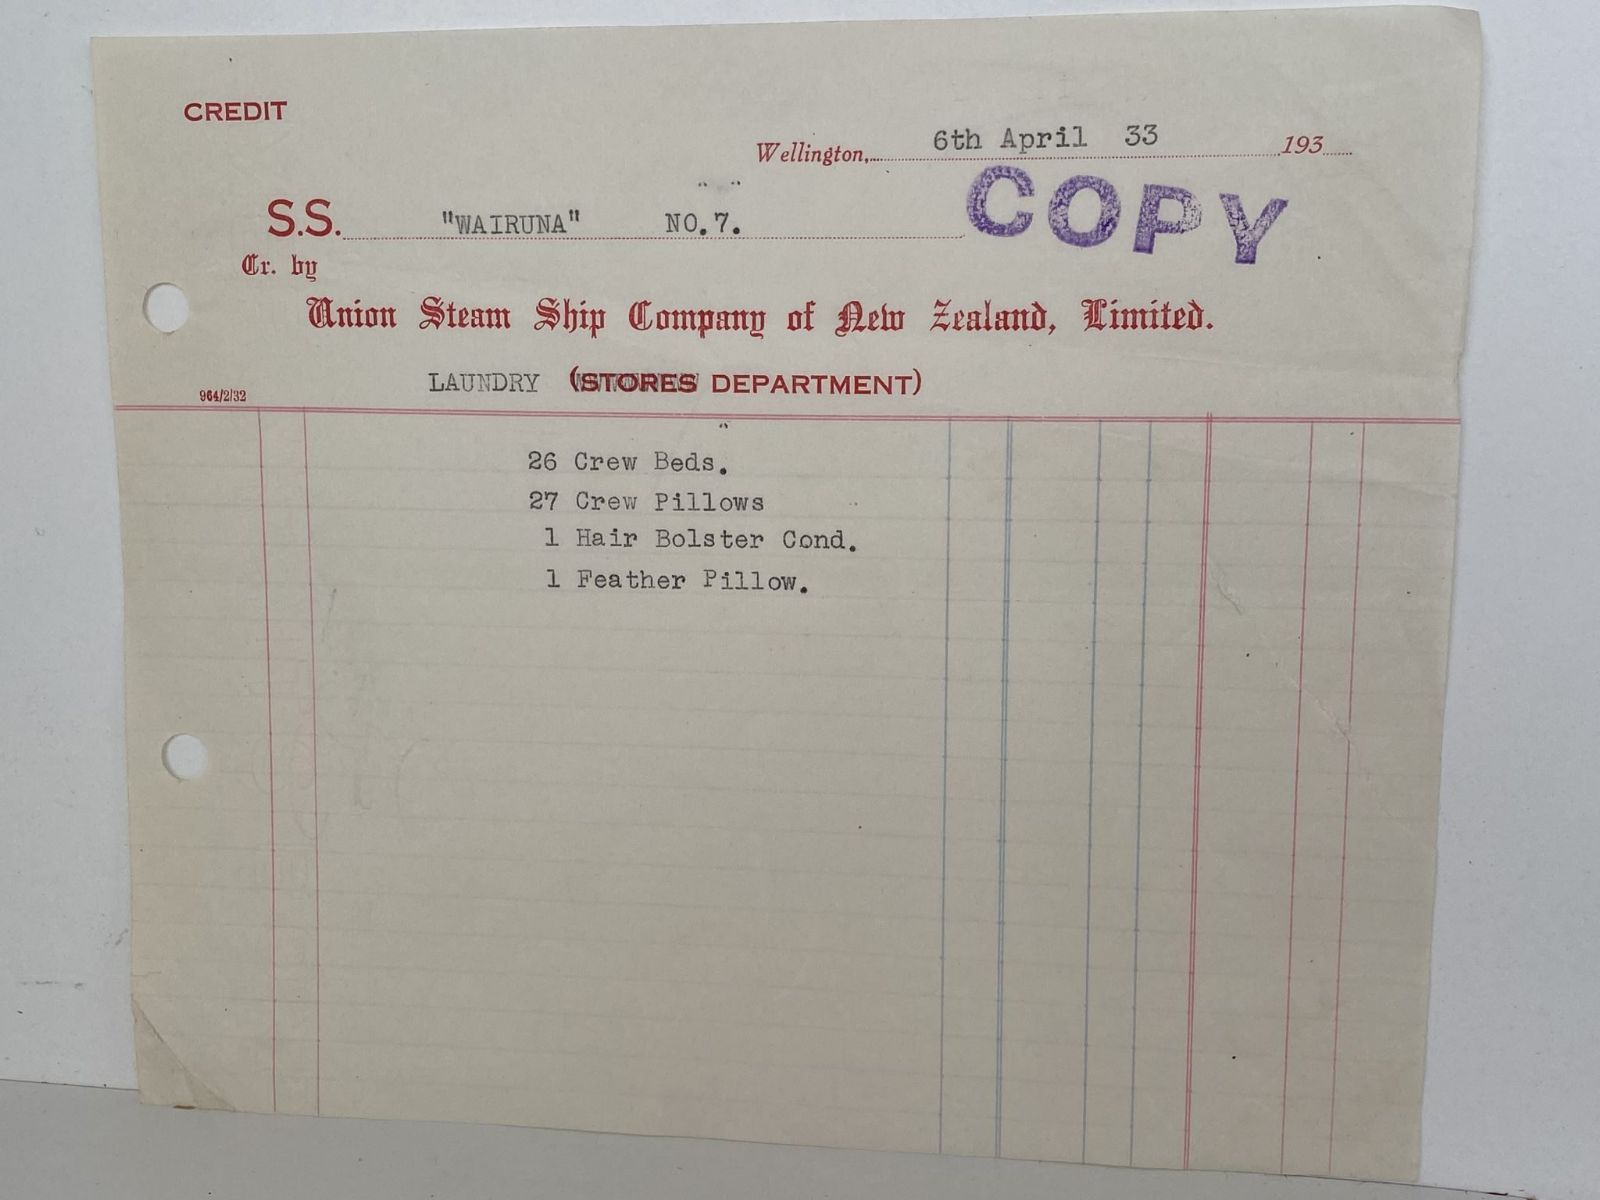 CREDIT
Wellington, 6th April 33 193
COPY
S.S. "WAIRUNA" NO.7.
Cr. by
Union Steam Ship Company of New Zealand, Limited.
LAUNDRY (STORES DEPARTMENT)
964/2/32
26 Crew Beds.
27 Crew Pillows
1 Hair Bolster Cond.
1 Feather Pillow.